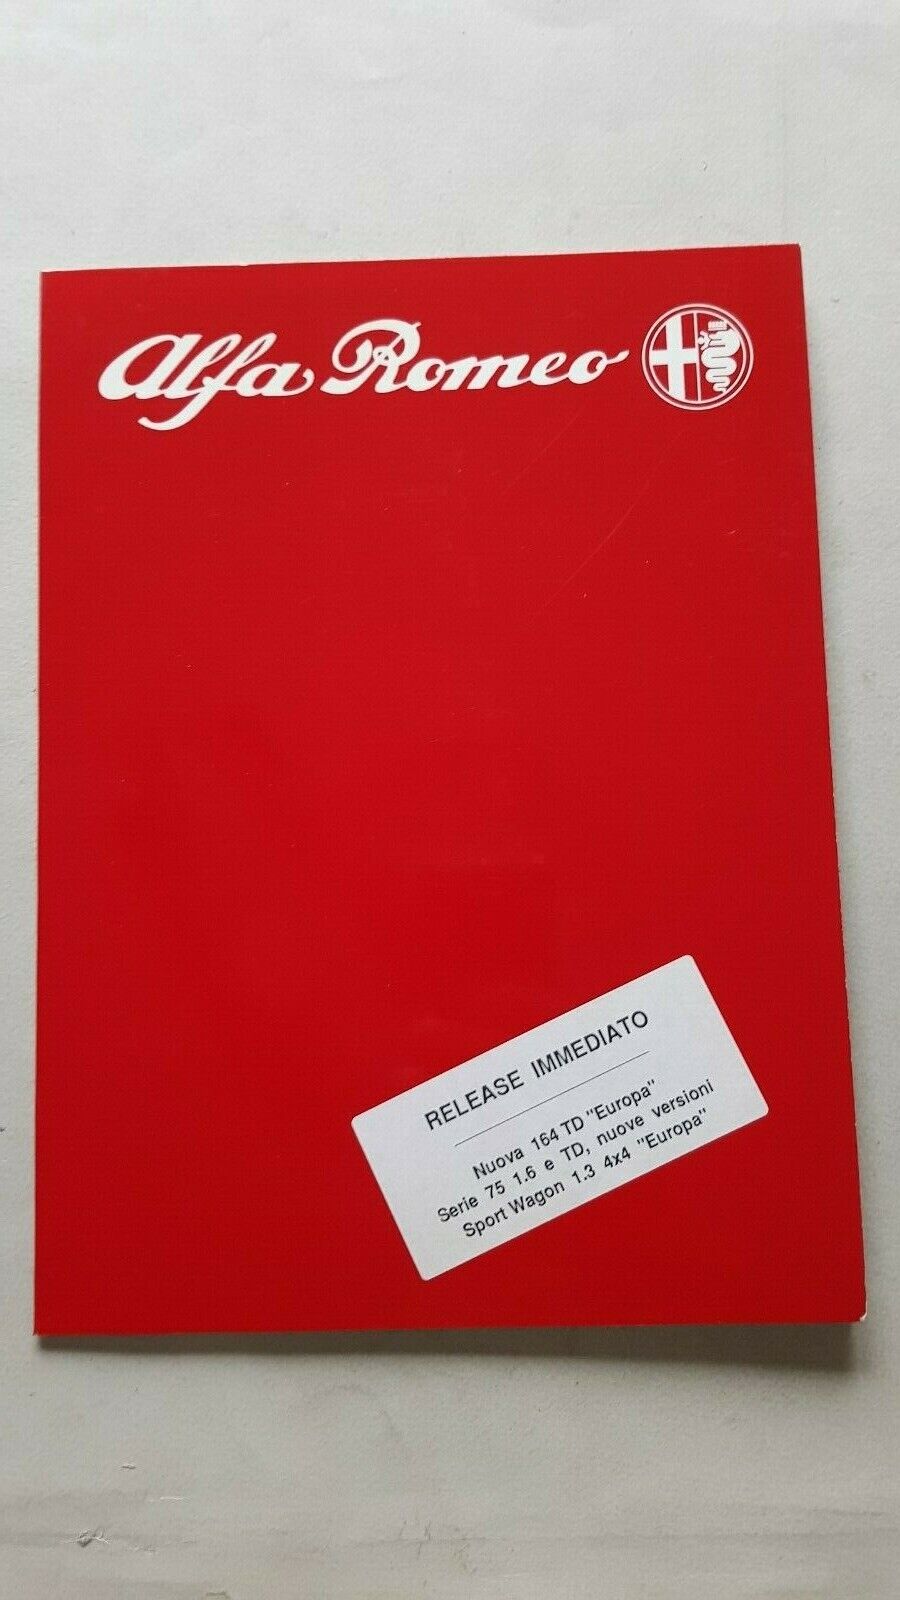 Alfa Romeo
RELEASE IMMEDIATO
Nuova 164 TD "Europa"
Serie 75 1.6 e TD, nuove versioni
Sport Wagon 1.3 4x4 "Europa"